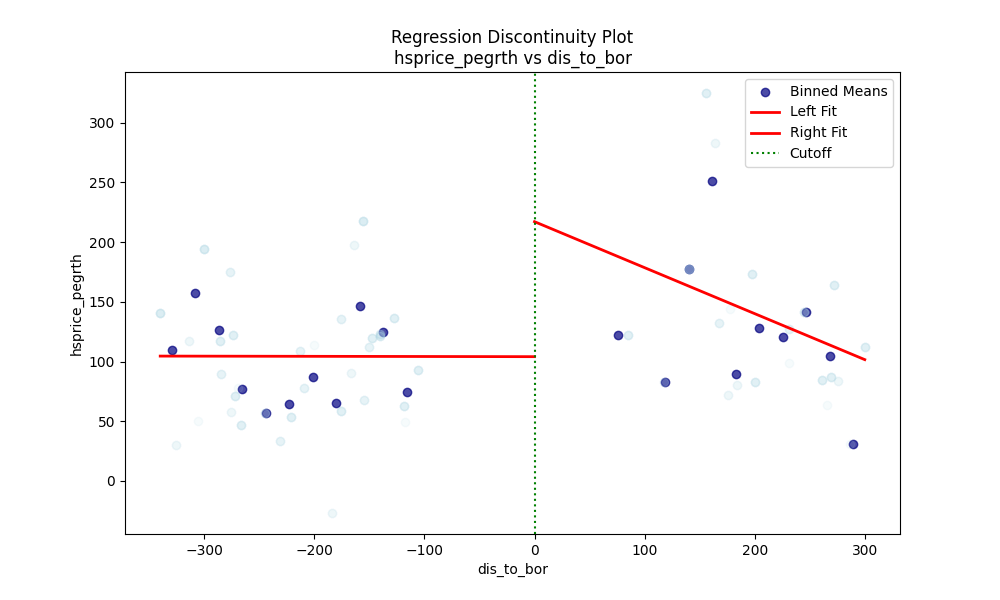 Regression Discontinuity Plot
hsprice_pegrth vs dis_to_bor
Binned Means
Left Fit
Right Fit
Cutoff
hsprice_pegrth
300
250
200
150
100
50
0
−300
−200
−100
0
100
200
300
dis_to_bor